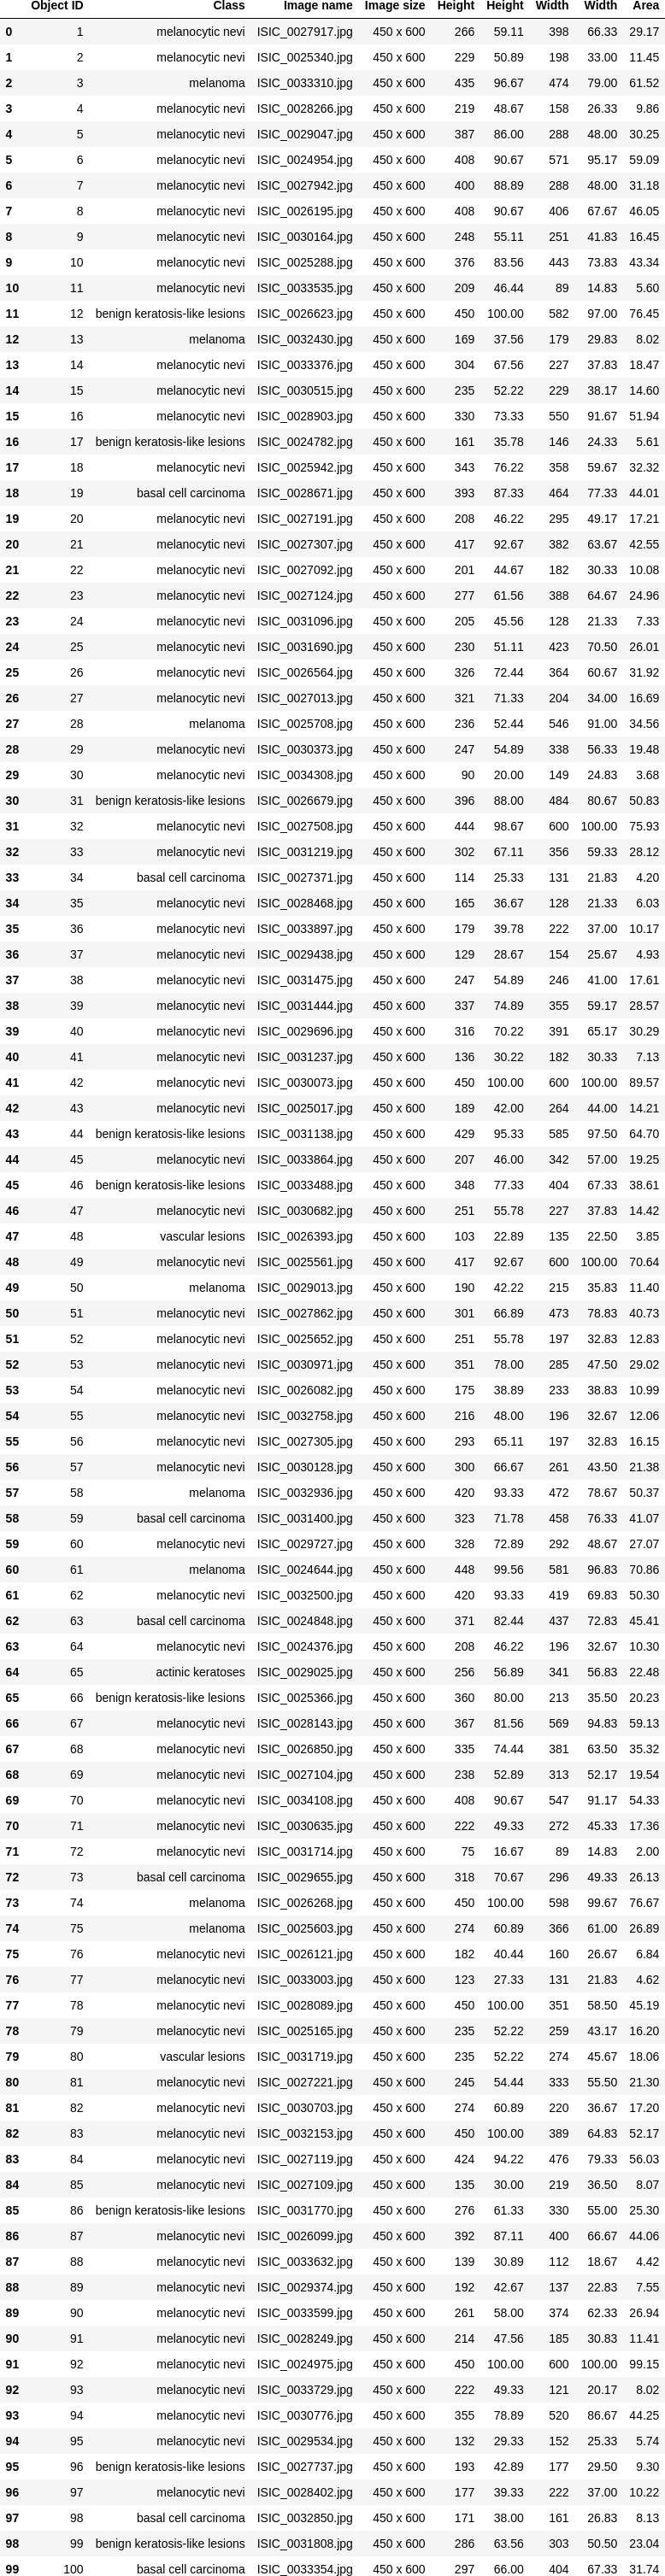 Object ID Class Image name Image size Height Height Width Width Area
0 1 melanocytic nevi ISIC_0027917.jpg 450 x 600 266 59.11 398 66.33 29.17
1 2 melanocytic nevi ISIC_0025340.jpg 450 x 600 229 50.89 198 33.00 11.45
2 3 melanoma ISIC_0033310.jpg 450 x 600 435 96.67 474 79.00 61.52
3 4 melanocytic nevi ISIC_0028266.jpg 450 x 600 219 48.67 158 26.33 9.86
4 5 melanocytic nevi ISIC_0029047.jpg 450 x 600 387 86.00 288 48.00 30.25
5 6 melanocytic nevi ISIC_0024954.jpg 450 x 600 408 90.67 571 95.17 59.09
6 7 melanocytic nevi ISIC_0027942.jpg 450 x 600 400 88.89 288 48.00 31.18
7 8 melanocytic nevi ISIC_0026195.jpg 450 x 600 408 90.67 406 67.67 46.05
8 9 melanocytic nevi ISIC_0030164.jpg 450 x 600 248 55.11 251 41.83 16.45
9 10 melanocytic nevi ISIC_0025288.jpg 450 x 600 376 83.56 443 73.83 43.34
10 11 melanocytic nevi ISIC_0033535.jpg 450 x 600 209 46.44 89 14.83 5.60
11 12 benign keratosis-like lesions ISIC_0026623.jpg 450 x 600 450 100.00 582 97.00 76.45
12 13 melanoma ISIC_0032430.jpg 450 x 600 169 37.56 179 29.83 8.02
13 14 melanocytic nevi ISIC_0033376.jpg 450 x 600 304 67.56 227 37.83 18.47
14 15 melanocytic nevi ISIC_0030515.jpg 450 x 600 235 52.22 229 38.17 14.60
15 16 melanocytic nevi ISIC_0028903.jpg 450 x 600 330 73.33 550 91.67 51.94
16 17 benign keratosis-like lesions ISIC_0024782.jpg 450 x 600 161 35.78 146 24.33 5.61
17 18 melanocytic nevi ISIC_0025942.jpg 450 x 600 343 76.22 358 59.67 32.32
18 19 basal cell carcinoma ISIC_0028671.jpg 450 x 600 393 87.33 464 77.33 44.01
19 20 melanocytic nevi ISIC_0027191.jpg 450 x 600 208 46.22 295 49.17 17.21
20 21 melanocytic nevi ISIC_0027307.jpg 450 x 600 417 92.67 382 63.67 42.55
21 22 melanocytic nevi ISIC_0027092.jpg 450 x 600 201 44.67 182 30.33 10.08
22 23 melanocytic nevi ISIC_0027124.jpg 450 x 600 277 61.56 388 64.67 24.96
23 24 melanocytic nevi ISIC_0031096.jpg 450 x 600 205 45.56 128 21.33 7.33
24 25 melanocytic nevi ISIC_0031690.jpg 450 x 600 230 51.11 423 70.50 26.01
25 26 melanocytic nevi ISIC_0026564.jpg 450 x 600 326 72.44 364 60.67 31.92
26 27 melanocytic nevi ISIC_0027013.jpg 450 x 600 321 71.33 204 34.00 16.69
27 28 melanoma ISIC_0025708.jpg 450 x 600 236 52.44 546 91.00 34.56
28 29 melanocytic nevi ISIC_0030373.jpg 450 x 600 247 54.89 338 56.33 19.48
29 30 melanocytic nevi ISIC_0034308.jpg 450 x 600 90 20.00 149 24.83 3.68
30 31 benign keratosis-like lesions ISIC_0026679.jpg 450 x 600 396 88.00 484 80.67 50.83
31 32 melanocytic nevi ISIC_0027508.jpg 450 x 600 444 98.67 600 100.00 75.93
32 33 melanocytic nevi ISIC_0031219.jpg 450 x 600 302 67.11 356 59.33 28.12
33 34 basal cell carcinoma ISIC_0027371.jpg 450 x 600 114 25.33 131 21.83 4.20
34 35 melanocytic nevi ISIC_0028468.jpg 450 x 600 165 36.67 128 21.33 6.03
35 36 melanocytic nevi ISIC_0033897.jpg 450 x 600 179 39.78 222 37.00 10.17
36 37 melanocytic nevi ISIC_0029438.jpg 450 x 600 129 28.67 154 25.67 4.93
37 38 melanocytic nevi ISIC_0031475.jpg 450 x 600 247 54.89 246 41.00 17.61
38 39 melanocytic nevi ISIC_0031444.jpg 450 x 600 337 74.89 355 59.17 28.57
39 40 melanocytic nevi ISIC_0029696.jpg 450 x 600 316 70.22 391 65.17 30.29
40 41 melanocytic nevi ISIC_0031237.jpg 450 x 600 136 30.22 182 30.33 7.13
41 42 melanocytic nevi ISIC_0030073.jpg 450 x 600 450 100.00 600 100.00 89.57
42 43 melanocytic nevi ISIC_0025017.jpg 450 x 600 189 42.00 264 44.00 14.21
43 44 benign keratosis-like lesions ISIC_0031138.jpg 450 x 600 429 95.33 585 97.50 64.70
44 45 melanocytic nevi ISIC_0033864.jpg 450 x 600 207 46.00 342 57.00 19.25
45 46 benign keratosis-like lesions ISIC_0033488.jpg 450 x 600 348 77.33 404 67.33 38.61
46 47 melanocytic nevi ISIC_0030682.jpg 450 x 600 251 55.78 227 37.83 14.42
47 48 vascular lesions ISIC_0026393.jpg 450 x 600 103 22.89 135 22.50 3.85
48 49 melanocytic nevi ISIC_0025561.jpg 450 x 600 417 92.67 600 100.00 70.64
49 50 melanoma ISIC_0029013.jpg 450 x 600 190 42.22 215 35.83 11.40
50 51 melanocytic nevi ISIC_0027862.jpg 450 x 600 301 66.89 473 78.83 40.73
51 52 melanocytic nevi ISIC_0025652.jpg 450 x 600 251 55.78 197 32.83 12.83
52 53 melanocytic nevi ISIC_0030971.jpg 450 x 600 351 78.00 285 47.50 29.02
53 54 melanocytic nevi ISIC_0026082.jpg 450 x 600 175 38.89 233 38.83 10.99
54 55 melanocytic nevi ISIC_0032758.jpg 450 x 600 216 48.00 196 32.67 12.06
55 56 melanocytic nevi ISIC_0027305.jpg 450 x 600 293 65.11 197 32.83 16.15
56 57 melanocytic nevi ISIC_0030128.jpg 450 x 600 300 66.67 261 43.50 21.38
57 58 melanoma ISIC_0032936.jpg 450 x 600 420 93.33 472 78.67 50.37
58 59 basal cell carcinoma ISIC_0031400.jpg 450 x 600 323 71.78 458 76.33 41.07
59 60 melanocytic nevi ISIC_0029727.jpg 450 x 600 328 72.89 292 48.67 27.07
60 61 melanoma ISIC_0024644.jpg 450 x 600 448 99.56 581 96.83 70.86
61 62 melanocytic nevi ISIC_0032500.jpg 450 x 600 420 93.33 419 69.83 50.30
62 63 basal cell carcinoma ISIC_0024848.jpg 450 x 600 371 82.44 437 72.83 45.41
63 64 melanocytic nevi ISIC_0024376.jpg 450 x 600 208 46.22 196 32.67 10.30
64 65 actinic keratoses ISIC_0029025.jpg 450 x 600 256 56.89 341 56.83 22.48
65 66 benign keratosis-like lesions ISIC_0025366.jpg 450 x 600 360 80.00 213 35.50 20.23
66 67 melanocytic nevi ISIC_0028143.jpg 450 x 600 367 81.56 569 94.83 59.13
67 68 melanocytic nevi ISIC_0026850.jpg 450 x 600 335 74.44 381 63.50 35.32
68 69 melanocytic nevi ISIC_0027104.jpg 450 x 600 238 52.89 313 52.17 19.54
69 70 melanocytic nevi ISIC_0034108.jpg 450 x 600 408 90.67 547 91.17 54.33
70 71 melanocytic nevi ISIC_0030635.jpg 450 x 600 222 49.33 272 45.33 17.36
71 72 melanocytic nevi ISIC_0031714.jpg 450 x 600 75 16.67 89 14.83 2.00
72 73 basal cell carcinoma ISIC_0029655.jpg 450 x 600 318 70.67 296 49.33 26.13
73 74 melanoma ISIC_0026268.jpg 450 x 600 450 100.00 598 99.67 76.67
74 75 melanoma ISIC_0025603.jpg 450 x 600 274 60.89 366 61.00 26.89
75 76 melanocytic nevi ISIC_0026121.jpg 450 x 600 182 40.44 160 26.67 6.84
76 77 melanocytic nevi ISIC_0033003.jpg 450 x 600 123 27.33 131 21.83 4.62
77 78 melanocytic nevi ISIC_0028089.jpg 450 x 600 450 100.00 351 58.50 45.19
78 79 melanocytic nevi ISIC_0025165.jpg 450 x 600 235 52.22 259 43.17 16.20
79 80 vascular lesions ISIC_0031719.jpg 450 x 600 235 52.22 274 45.67 18.06
80 81 melanocytic nevi ISIC_0027221.jpg 450 x 600 245 54.44 333 55.50 21.30
81 82 melanocytic nevi ISIC_0030703.jpg 450 x 600 274 60.89 220 36.67 17.20
82 83 melanocytic nevi ISIC_0032153.jpg 450 x 600 450 100.00 389 64.83 52.17
83 84 melanocytic nevi ISIC_0027119.jpg 450 x 600 424 94.22 476 79.33 56.03
84 85 melanocytic nevi ISIC_0027109.jpg 450 x 600 135 30.00 219 36.50 8.07
85 86 benign keratosis-like lesions ISIC_0031770.jpg 450 x 600 276 61.33 330 55.00 25.30
86 87 melanocytic nevi ISIC_0026099.jpg 450 x 600 392 87.11 400 66.67 44.06
87 88 melanocytic nevi ISIC_0033632.jpg 450 x 600 139 30.89 112 18.67 4.42
88 89 melanocytic nevi ISIC_0029374.jpg 450 x 600 192 42.67 137 22.83 7.55
89 90 melanocytic nevi ISIC_0033599.jpg 450 x 600 261 58.00 374 62.33 26.94
90 91 melanocytic nevi ISIC_0028249.jpg 450 x 600 214 47.56 185 30.83 11.41
91 92 melanocytic nevi ISIC_0024975.jpg 450 x 600 450 100.00 600 100.00 99.15
92 93 melanocytic nevi ISIC_0033729.jpg 450 x 600 222 49.33 121 20.17 8.02
93 94 melanocytic nevi ISIC_0030776.jpg 450 x 600 355 78.89 520 86.67 44.25
94 95 melanocytic nevi ISIC_0029534.jpg 450 x 600 132 29.33 152 25.33 5.74
95 96 benign keratosis-like lesions ISIC_0027737.jpg 450 x 600 193 42.89 177 29.50 9.30
96 97 melanocytic nevi ISIC_0028402.jpg 450 x 600 177 39.33 222 37.00 10.22
97 98 basal cell carcinoma ISIC_0032850.jpg 450 x 600 171 38.00 161 26.83 8.13
98 99 benign keratosis-like lesions ISIC_0031808.jpg 450 x 600 286 63.56 303 50.50 23.04
99 100 basal cell carcinoma ISIC_0033354.jpg 450 x 600 297 66.00 404 67.33 31.74